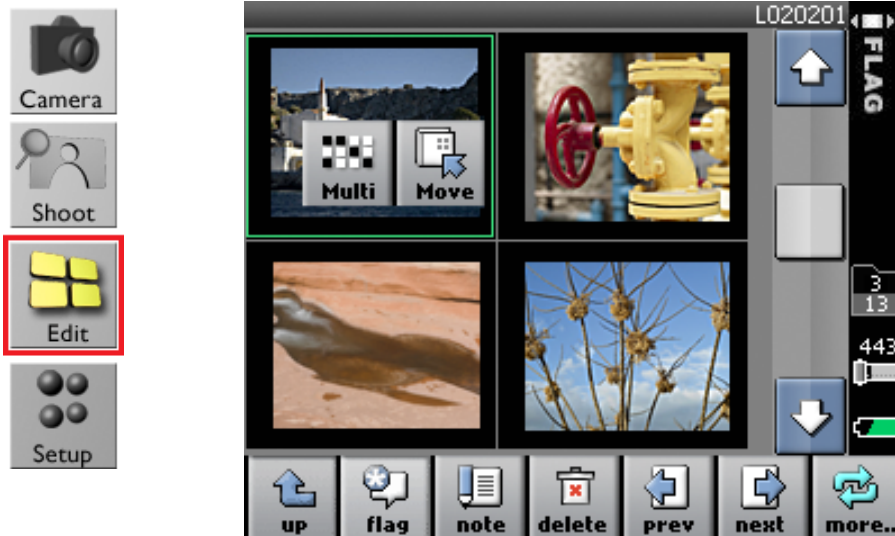 Camera
Shoot
Edit
Setup
L020201
FLAG
Multi
Move
3
13
443
up
flag
note
delete
prev
next
more..